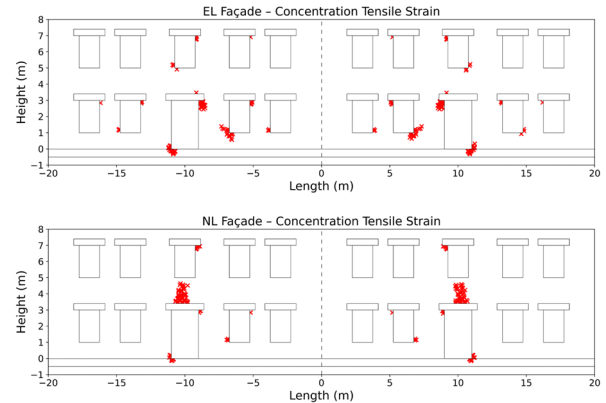 EL Façade – Concentration Tensile Strain
Height (m)
8
7
6
5
4
3
2
1
0
−1
−20 −15 −10 −5 0 5 10 15 20
Length (m)
NL Façade – Concentration Tensile Strain
Height (m)
8
7
6
5
4
3
2
1
0
−1
−20 −15 −10 −5 0 5 10 15 20
Length (m)